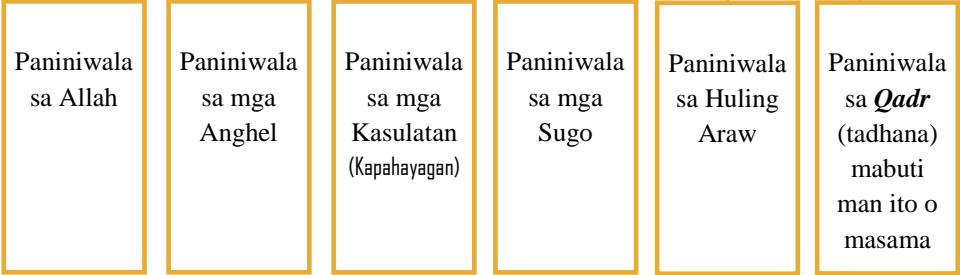 Paniniwala
sa Allah
Paniniwala
sa mga
Anghel
Paniniwala
sa mga
Kasulatan
(Kapahayagan)
Paniniwala
sa mga
Sugo
Paniniwala
sa Huling
Araw
Paniniwala
sa Qadr
(tadhana)
mabuti
man ito o
masama